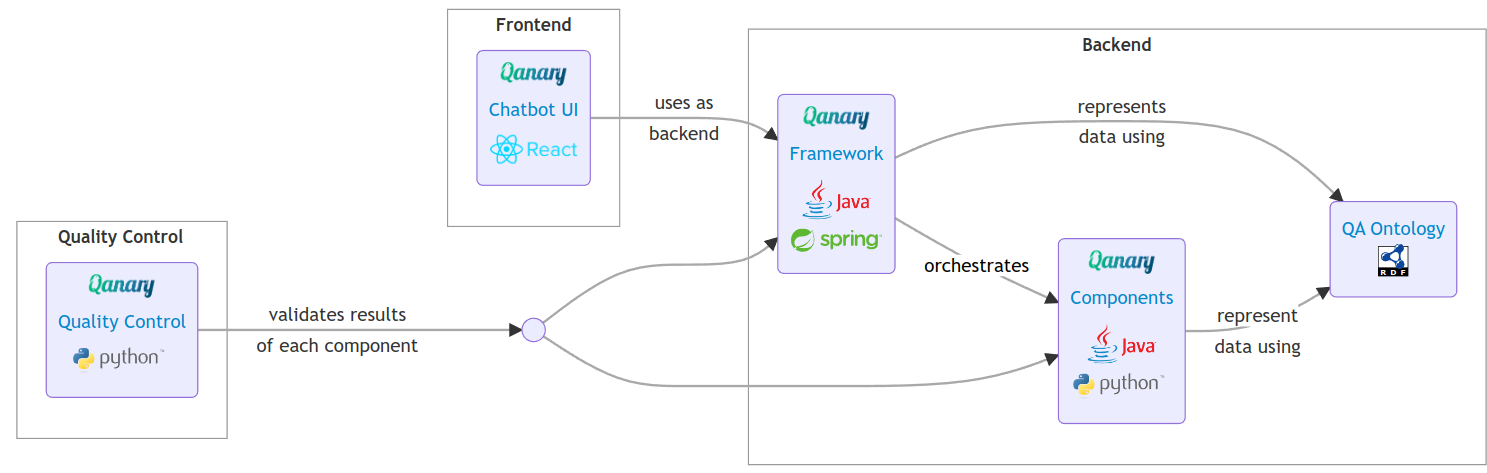 Frontend
Qanary
Chatbot UI
React
uses as
backend
Quality Control
Qanary
Quality Control
python™
validates results
of each component
Backend
Qanary
Framework
Java
spring
represents
data using
orchestrates
Qanary
Components
Java
python™
represent
data using
QA Ontology
RDF